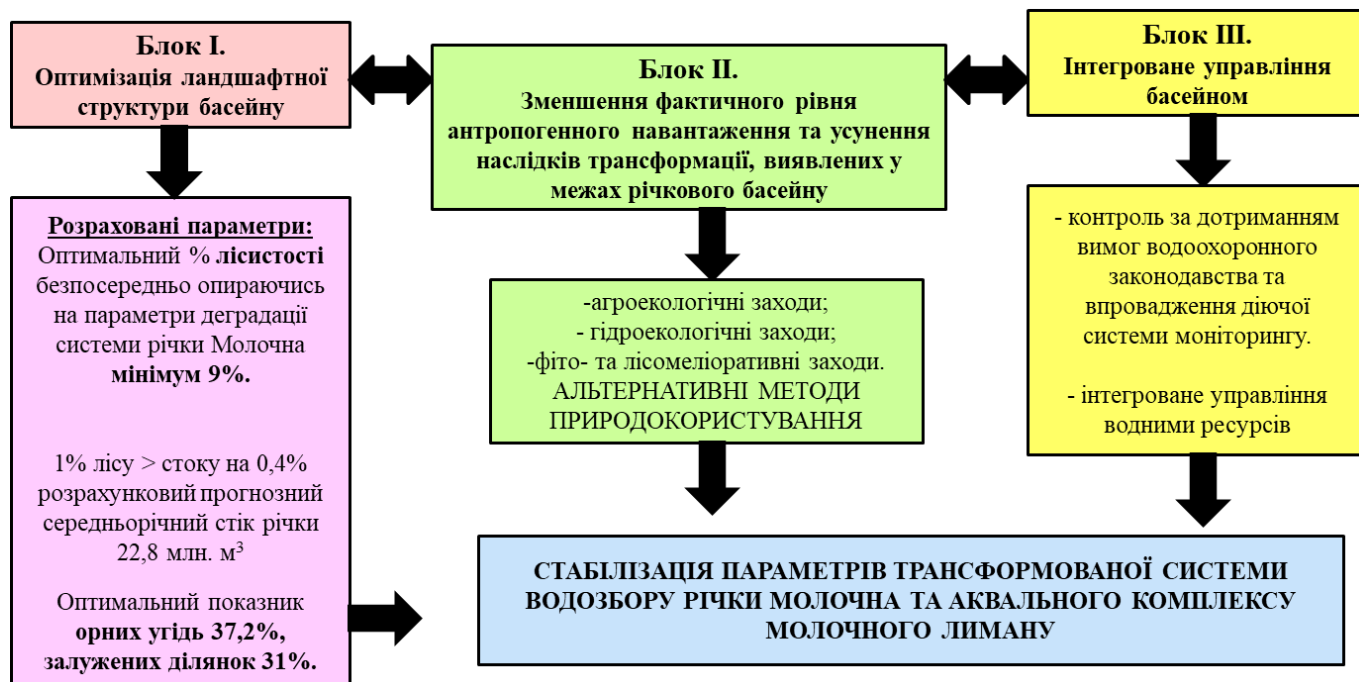 Блок І.
Оптимізація ландшафтної
структури басейну
Блок ІІ.
Зменшення фактичного рівня
антропогенного навантаження та усунення
наслідків трансформації, виявлених у
межах річкового басейну
Блок ІІІ.
Інтегроване управління
басейном
Розраховані параметри:
Оптимальний % лісистості
безпосередньо опираючись
на параметри деградації
системи річки Молочна
мінімум 9%.
1% лісу > стоку на 0,4%
розрахунковий прогнозний
середньорічний стік річки
22,8 млн. м³
Оптимальний показник
орних угідь 37,2%,
залужених ділянок 31%.
-агроекологічні заходи;
- гідроекологічні заходи;
-фіто- та лісомеліоративні заходи.
АЛЬТЕРНАТИВНІ МЕТОДИ
ПРИРОДОКОРИСТУВАННЯ
- контроль за дотриманням
вимог водоохоронного
законодавства та
впровадження діючої
системи моніторингу.
- інтегроване управління
водними ресурсів
СТАБІЛІЗАЦІЯ ПАРАМЕТРІВ ТРАНСФОРМОВАНОЇ СИСТЕМИ
ВОДОЗБОРУ РІЧКИ МОЛОЧНА ТА АКВАЛЬНОГО КОМПЛЕКСУ
МОЛОЧНОГО ЛИМАНУ